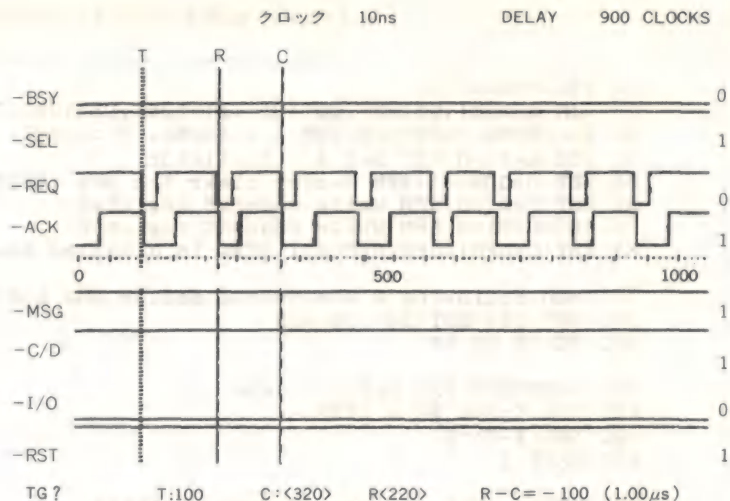 クロック 10ns DELAY 900 CLOCKS
T R C
-BSY 0
-SEL 1
-REQ 0
-ACK 1
0 500 1000
-MSG 1
-C/D 1
-I/O 0
-RST 1
TG? T:100 C:<320> R<220> R-C=-100 (1.00μs)